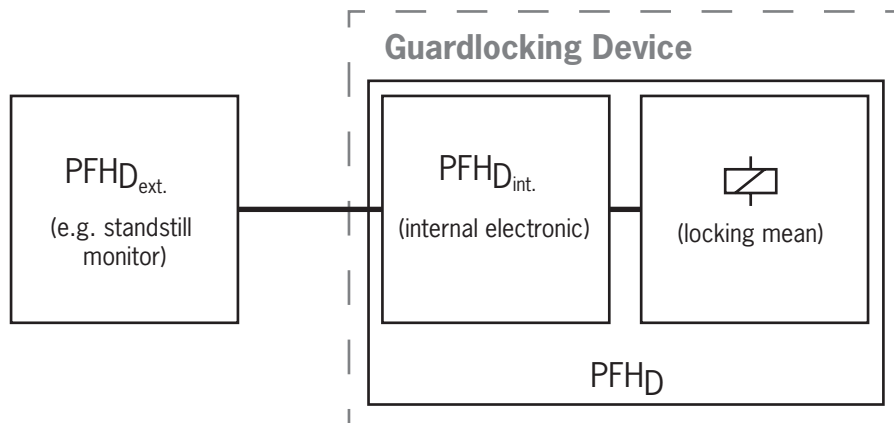 Guardlocking Device
PFHDext.
(e.g. standstill
monitor)
PFHDint.
(internal electronic)
(locking mean)
PFHD